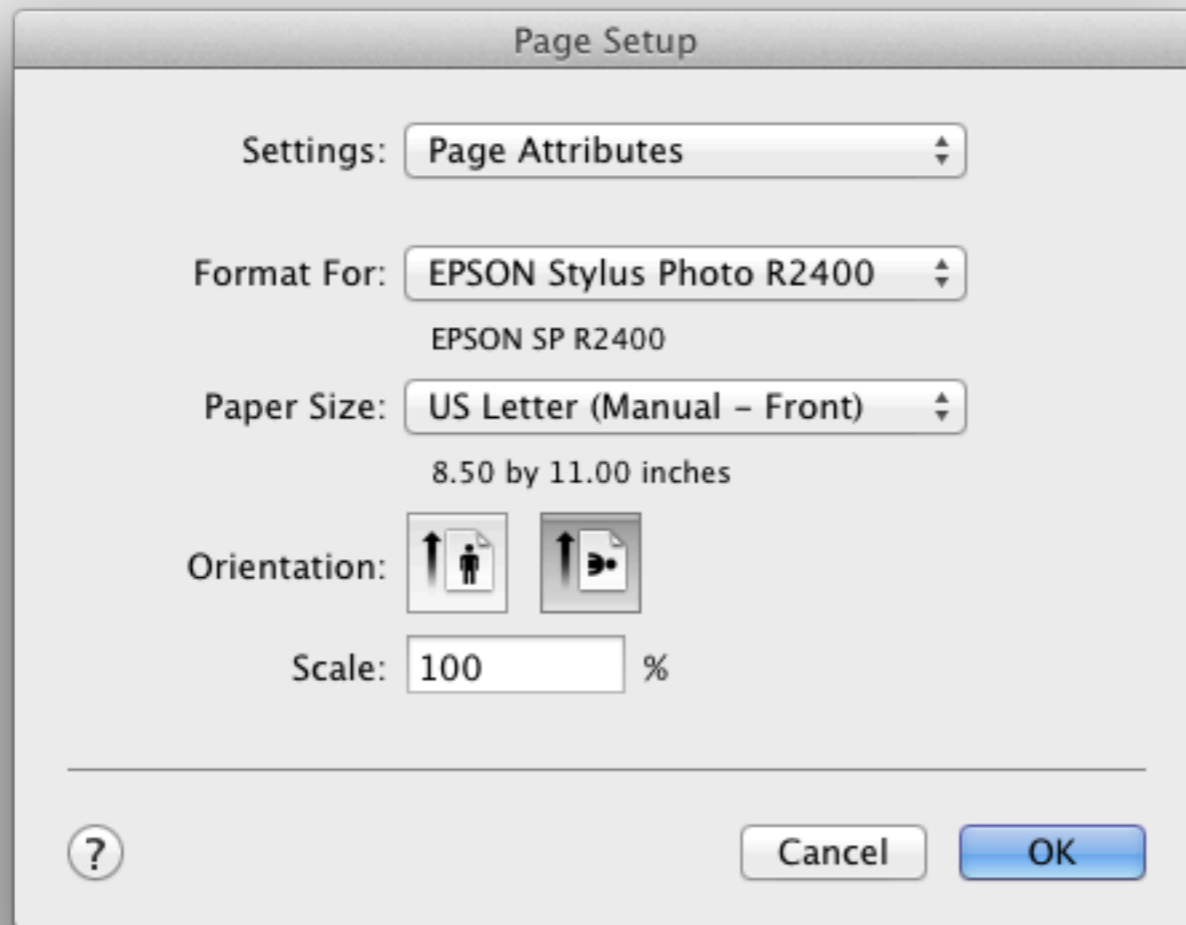 Page Setup
Settings: Page Attributes
Format For: EPSON Stylus Photo R2400
EPSON SP R2400
Paper Size: US Letter (Manual – Front)
8.50 by 11.00 inches
Orientation:
Scale: 100 %
? Cancel OK